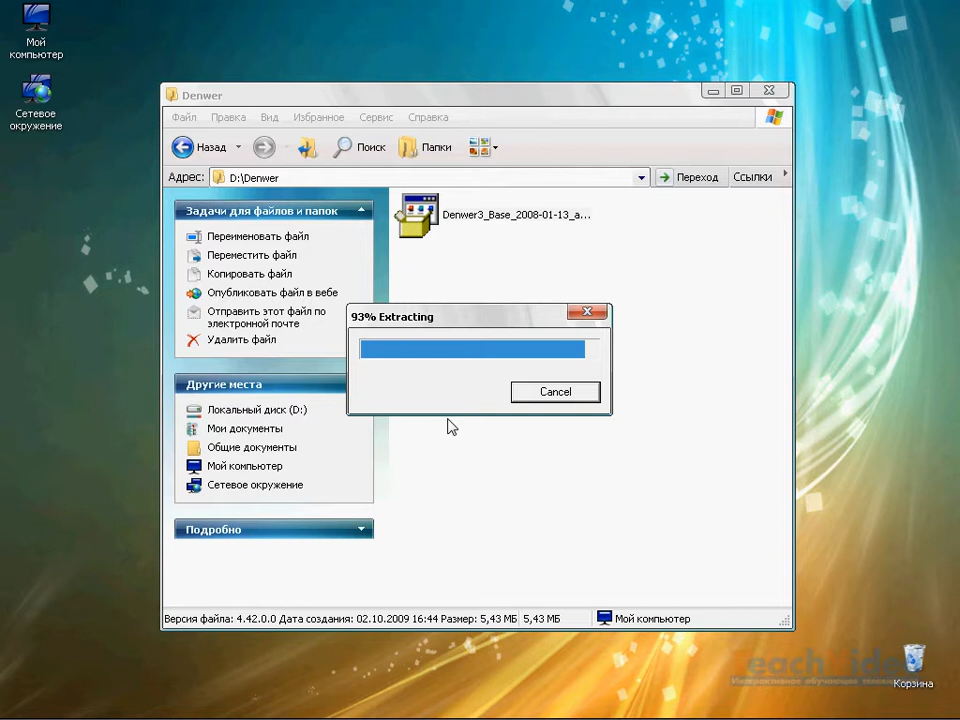 Мой
компьютер
Сетевое
окружение
Denwer
Файл Правка Вид Избранное Сервис Справка
Назад Поиск Папки
Адрес: D:\Denwer Переход Ссылки
Задачи для файлов и папок
Переименовать файл
Переместить файл
Копировать файл
Опубликовать файл в вебе
Отправить этот файл по
электронной почте
Удалить файл
Denwer3_Base_2008-01-13_a...
93% Extracting
Cancel
Другие места
Локальный диск (D:)
Мои документы
Общие документы
Мой компьютер
Сетевое окружение
Подробно
Версия файла: 4.42.0.0 Дата создания: 02.10.2009 16:44 Размер: 5,43 МБ 5,43 МБ Мой компьютер
TeachVideo
Интерактивное обучающее
Корзина